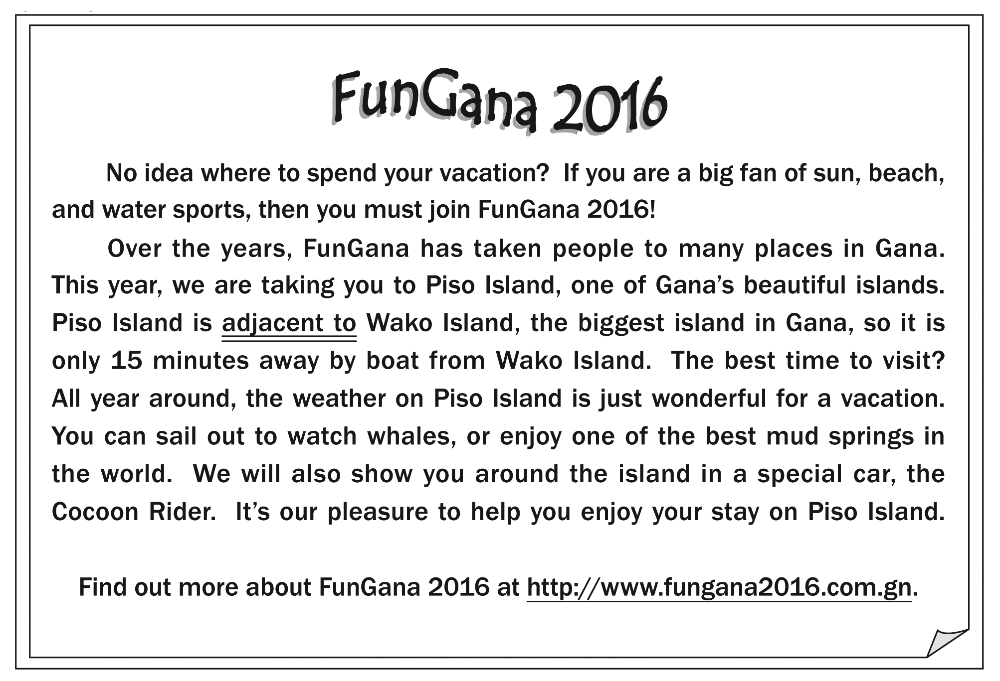 FunGana 2016
No idea where to spend your vacation? If you are a big fan of sun, beach,
and water sports, then you must join FunGana 2016!
Over the years, FunGana has taken people to many places in Gana.
This year, we are taking you to Piso Island, one of Gana’s beautiful islands.
Piso Island is adjacent to Wako Island, the biggest island in Gana, so it is
only 15 minutes away by boat from Wako Island. The best time to visit?
All year around, the weather on Piso Island is just wonderful for a vacation.
You can sail out to watch whales, or enjoy one of the best mud springs in
the world. We will also show you around the island in a special car, the
Cocoon Rider. It’s our pleasure to help you enjoy your stay on Piso Island.
Find out more about FunGana 2016 at http://www.fungana2016.com.gn.